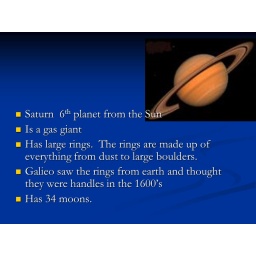 Saturn 6th planet from the Sun
Is a gas giant
Has large rings. The rings are made up of
everything from dust to large boulders.
Galieo saw the rings from earth and thought
they were handles in the 1600's
Has 34 moons.